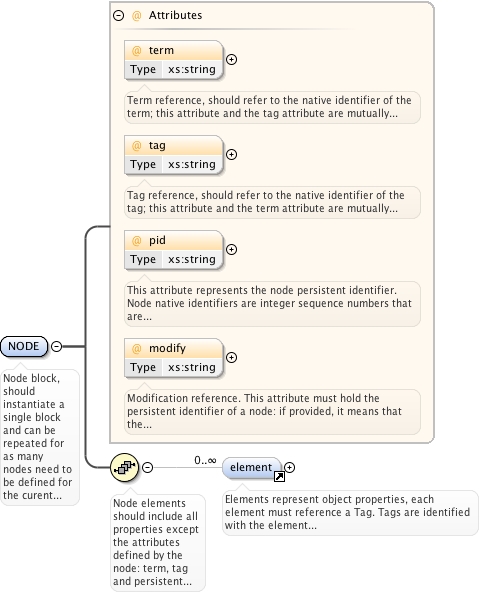 @ Attributes
@ term
Type xs:string
Term reference, should refer to the native identifier of the
term; this attribute and the tag attribute are mutually...
@ tag
Type xs:string
Tag reference, should refer to the native identifier of the
tag; this attribute and the term attribute are mutually...
@ pid
Type xs:string
This attribute represents the node persistent identifier.
Node native identifiers are integer sequence numbers that
are...
@ modify
Type xs:string
Modification reference. This attribute must hold the
persistent identifier of a node: if provided, it means that
the...
NODE
Node block,
should
instantiate a
single block
and can be
repeated for
as many
nodes need to
be defined for
the curent...
0..∞
element
Node elements
should include all
properties except
the attributes
defined by the
node: term, tag
and persistent...
Elements represent object properties, each
element must reference a Tag. Tags are identified
with the element...